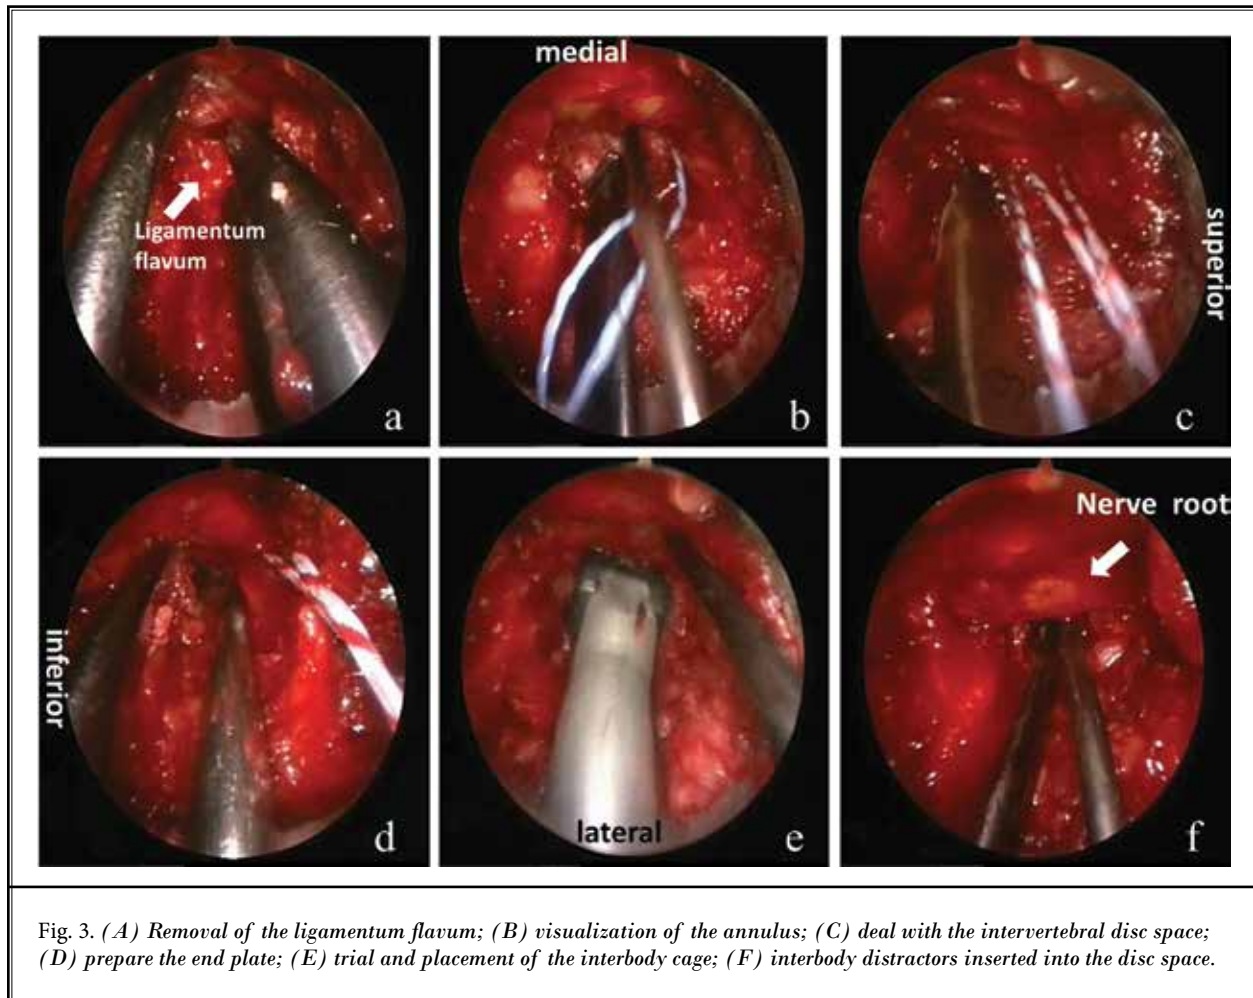 medial
Ligamentum
flavum
superior
a
b
c
Nerve root
inferior
lateral
d
e
f
Fig. 3. (A) Removal of the ligamentum flavum; (B) visualization of the annulus; (C) deal with the intervertebral disc space;
(D) prepare the end plate; (E) trial and placement of the interbody cage; (F) interbody distractors inserted into the disc space.